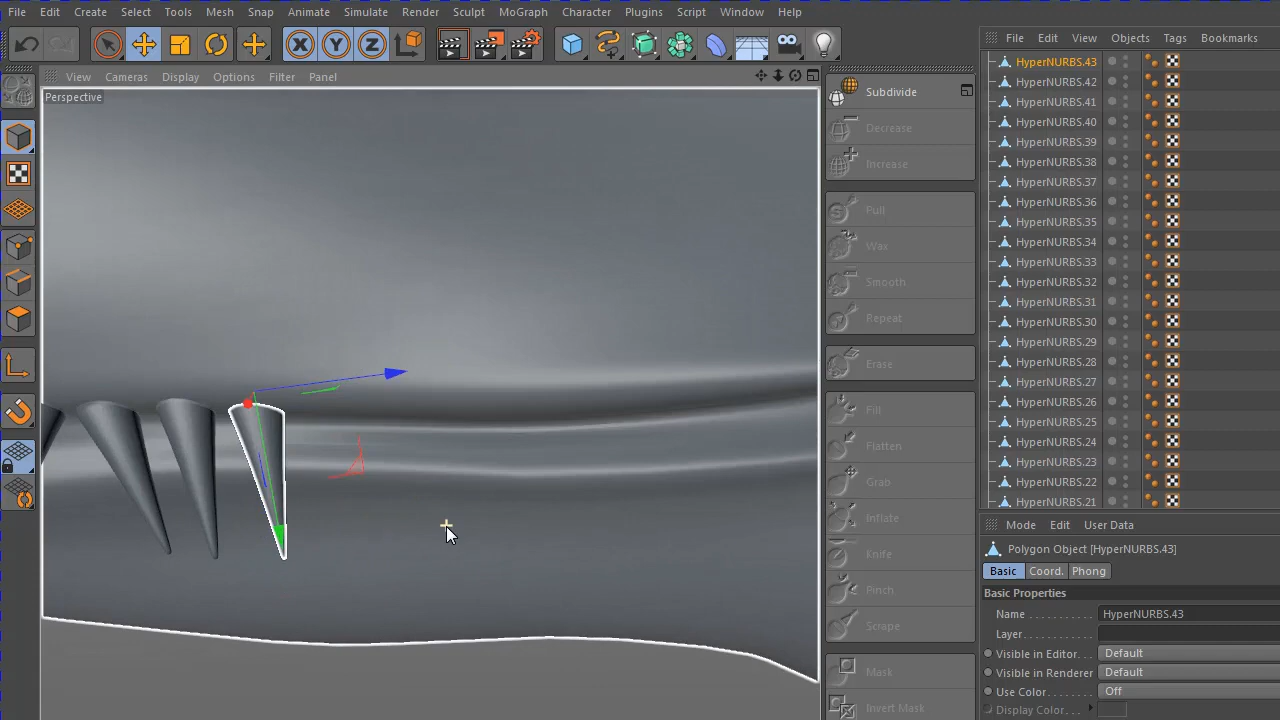 File Edit Create Select Tools Mesh Snap Animate Simulate Render Sculpt MoGraph Character Plugins Script Window Help
X Y Z
View Cameras Display Options Filter Panel
Perspective
Subdivide
Decrease
Increase
Pull
Wax
Smooth
Repeat
Erase
Fill
Flatten
Grab
Inflate
Knife
Pinch
Scrape
Mask
Invert Mask
File Edit View Objects Tags Bookmarks
HyperNURBS.43
HyperNURBS.42
HyperNURBS.41
HyperNURBS.40
HyperNURBS.39
HyperNURBS.38
HyperNURBS.37
HyperNURBS.36
HyperNURBS.35
HyperNURBS.34
HyperNURBS.33
HyperNURBS.32
HyperNURBS.31
HyperNURBS.30
HyperNURBS.29
HyperNURBS.28
HyperNURBS.27
HyperNURBS.26
HyperNURBS.25
HyperNURBS.24
HyperNURBS.23
HyperNURBS.22
HyperNURBS.21
Mode Edit User Data
Polygon Object [HyperNURBS.43]
Basic Coord. Phong
Basic Properties
Name . . . . . . . . . . . HyperNURBS.43
Layer. . . . . . . . . . . .
Visible in Editor. . . Default
Visible in Renderer Default
Use Color . . . . . . . Off
Display Color. . .